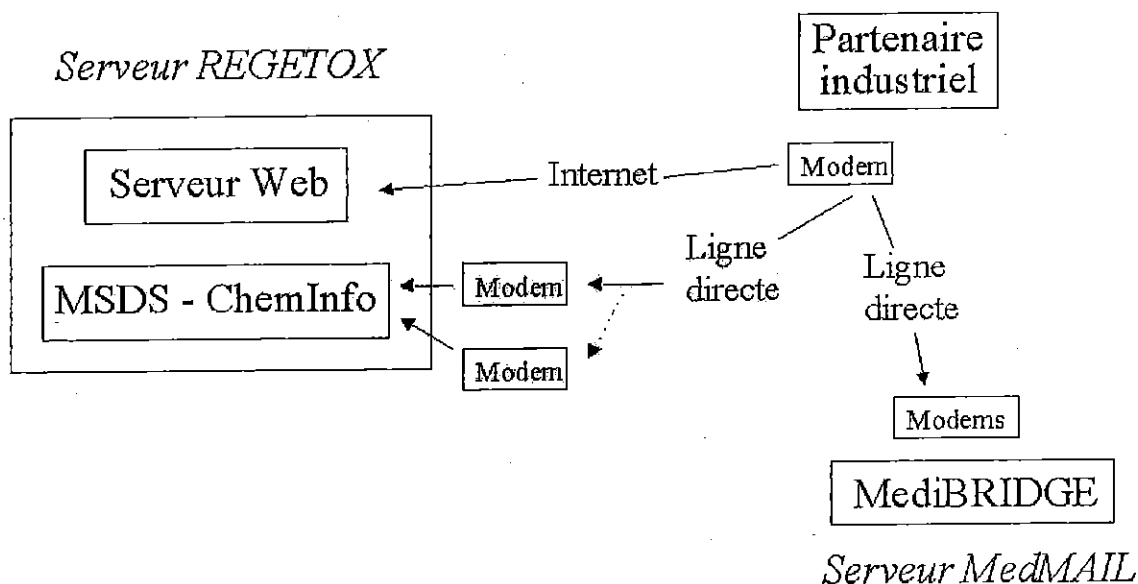 Partenaire
industriel
Serveur REGETOX
Serveur Web
Internet
Modem
MSDS - ChemInfo
Modem
Ligne
directe
Ligne
directe
Modem
Modems
MediBRIDGE
Serveur MedMAIL